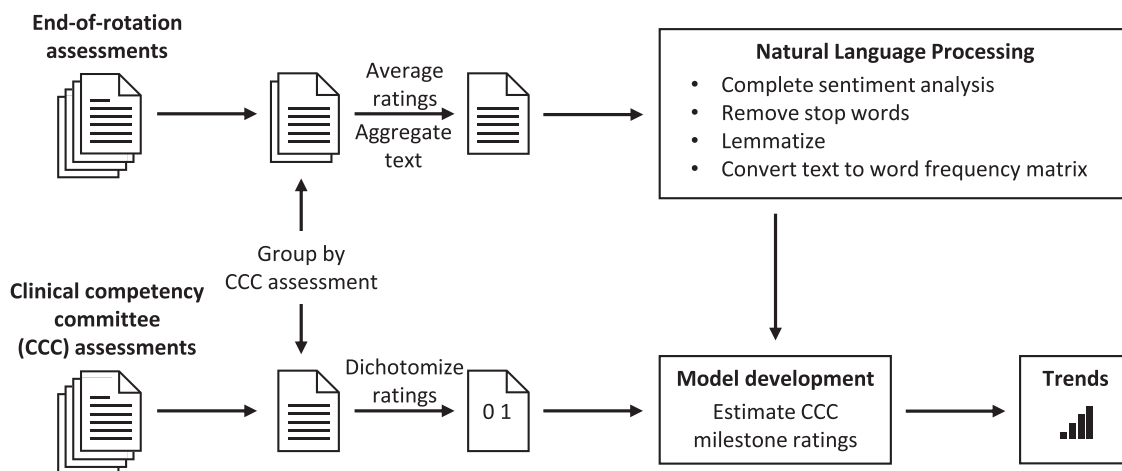 End-of-rotation
assessments
Average
ratings
Aggregate
text
Natural Language Processing
• Complete sentiment analysis
• Remove stop words
• Lemmatize
• Convert text to word frequency matrix
Group by
CCC assessment
Clinical competency
committee
(CCC) assessments
Dichotomize
ratings
0 1
Model development
Estimate CCC
milestone ratings
Trends